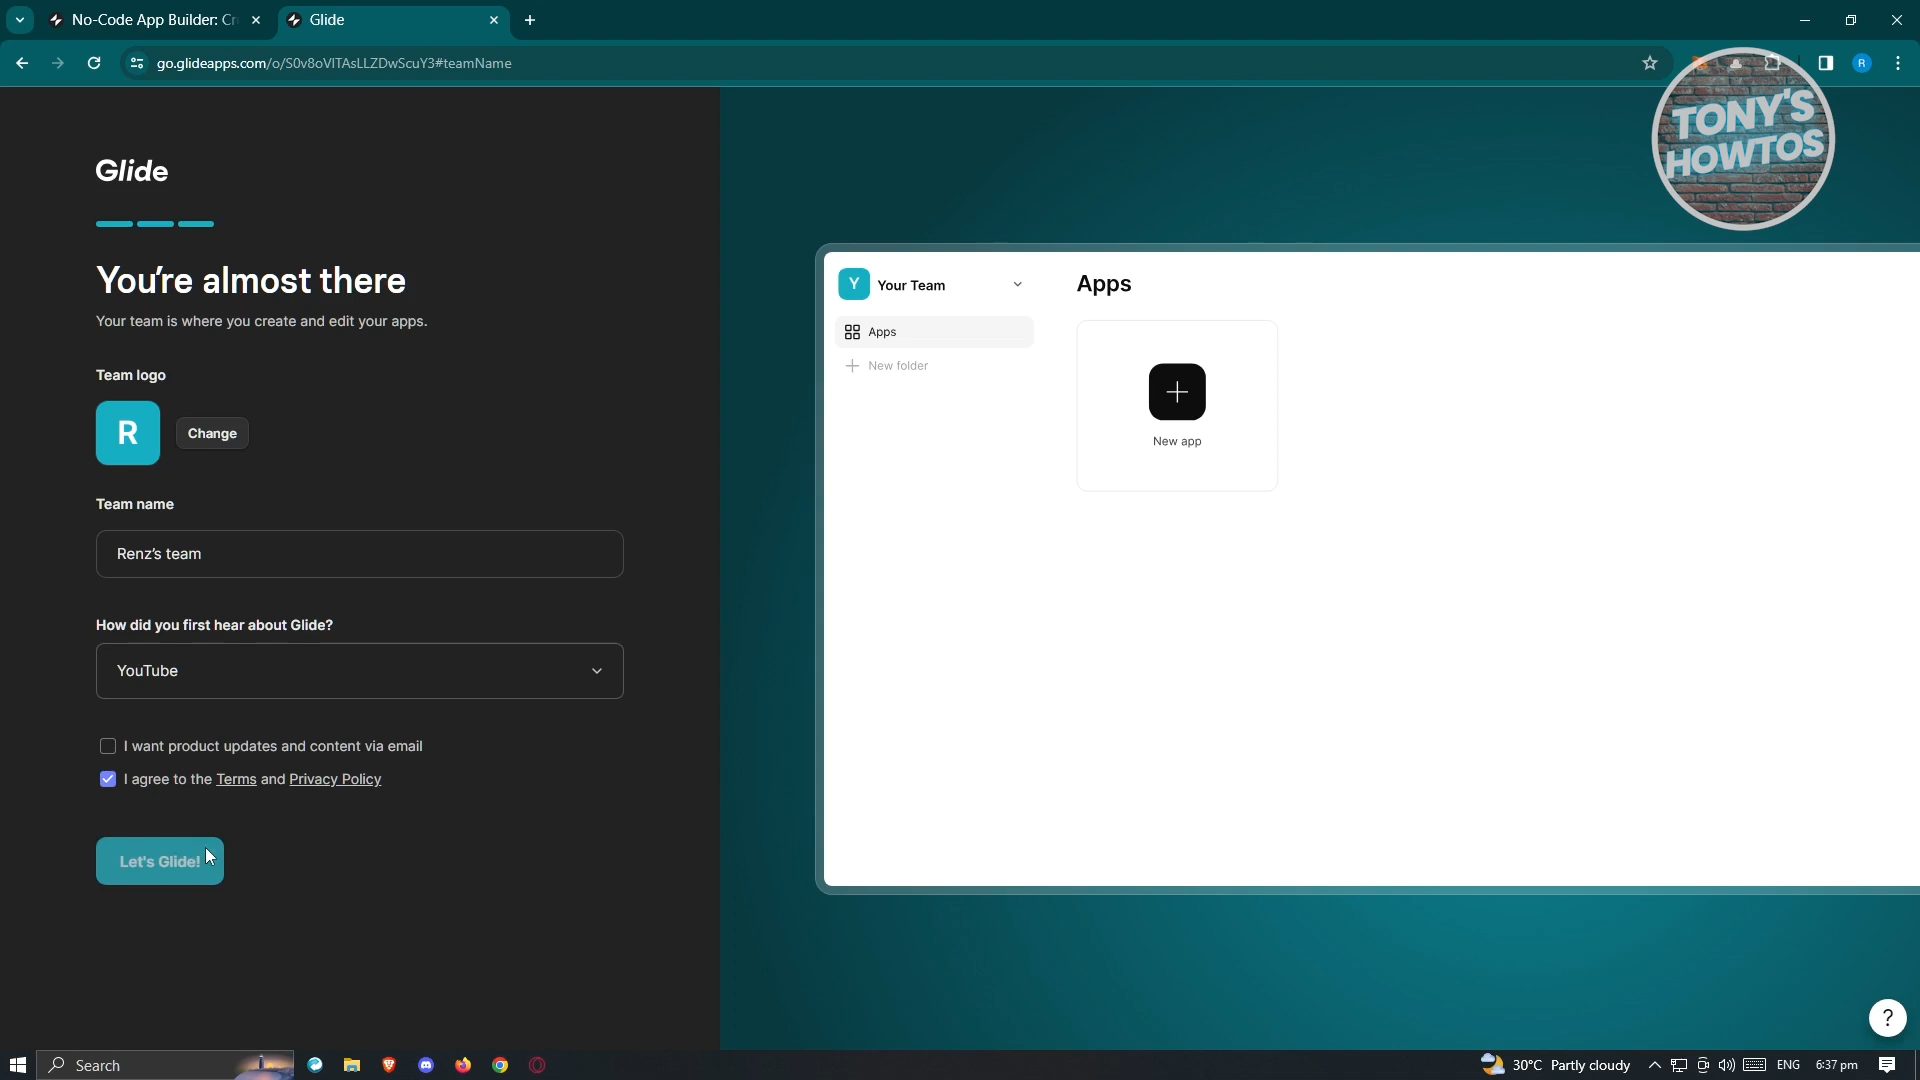 No-Code App Builder: Cr
Glide
go.glideapps.com/o/S0v8oVITAsLLZDwScuY3#teamName
R
TONY'S
HOWTOS
Glide
You're almost there
Your team is where you create and edit your apps.
Team logo
R
Change
Team name
Renz's team
How did you first hear about Glide?
YouTube
I want product updates and content via email
I agree to the Terms and Privacy Policy
Let's Glide!
Y
Your Team
Apps
New folder
Apps
New app
?
Search
30°C Partly cloudy
ENG
6:37 pm